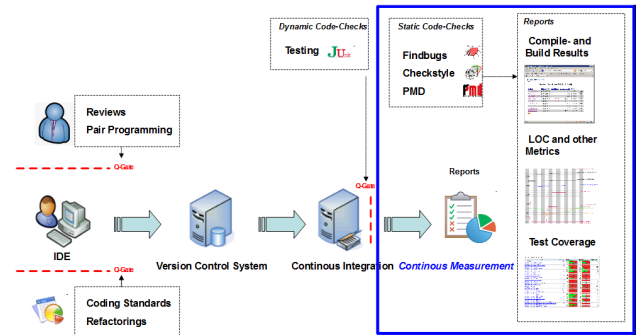 Dynamic Code-Checks
Testing
JUnit
Static Code-Checks
Findbugs
Checkstyle
PMD
PMD
Reports
Compile- and
Build Results
LOC and other
Metrics
Test Coverage
Reviews
Pair Programming
Q-Gate
IDE
Q-Gate
Coding Standards
Refactorings
Version Control System
Q-Gate
Continous Integration
Reports
Continous Measurement